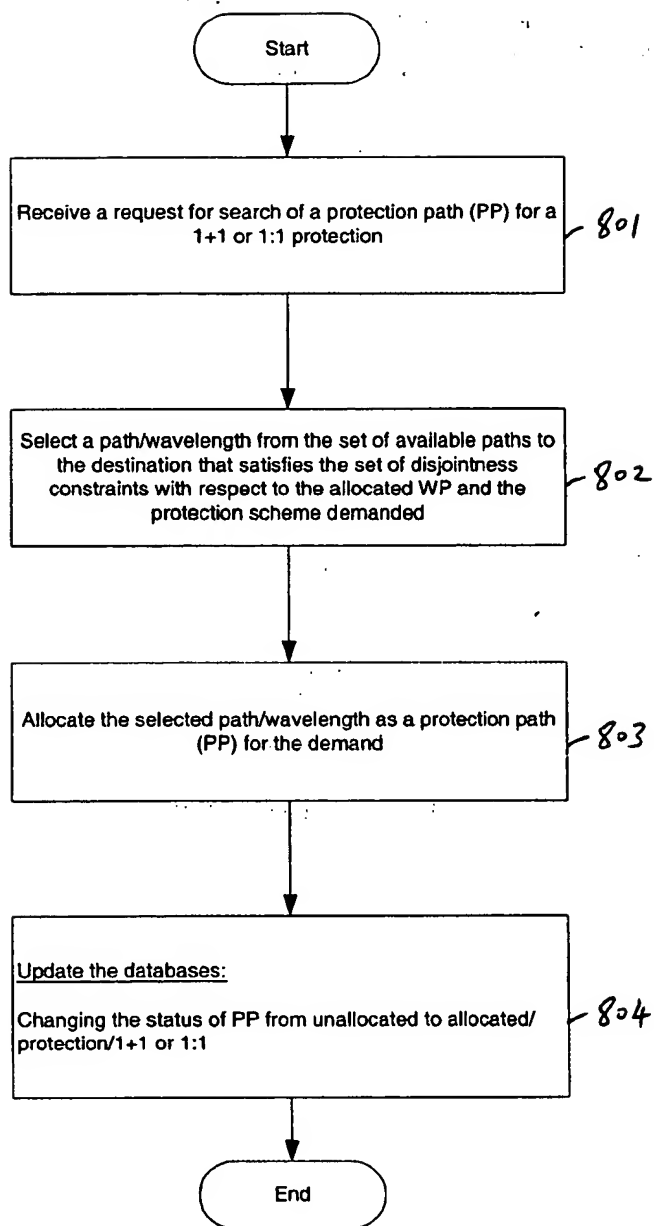 Start
Receive a request for search of a protection path (PP) for a
1+1 or 1:1 protection
801
Select a path/wavelength from the set of available paths to
the destination that satisfies the set of disjointness
constraints with respect to the allocated WP and the
protection scheme demanded
802
Allocate the selected path/wavelength as a protection path
(PP) for the demand
803
Update the databases:
Changing the status of PP from unallocated to allocated/
protection/1+1 or 1:1
804
End